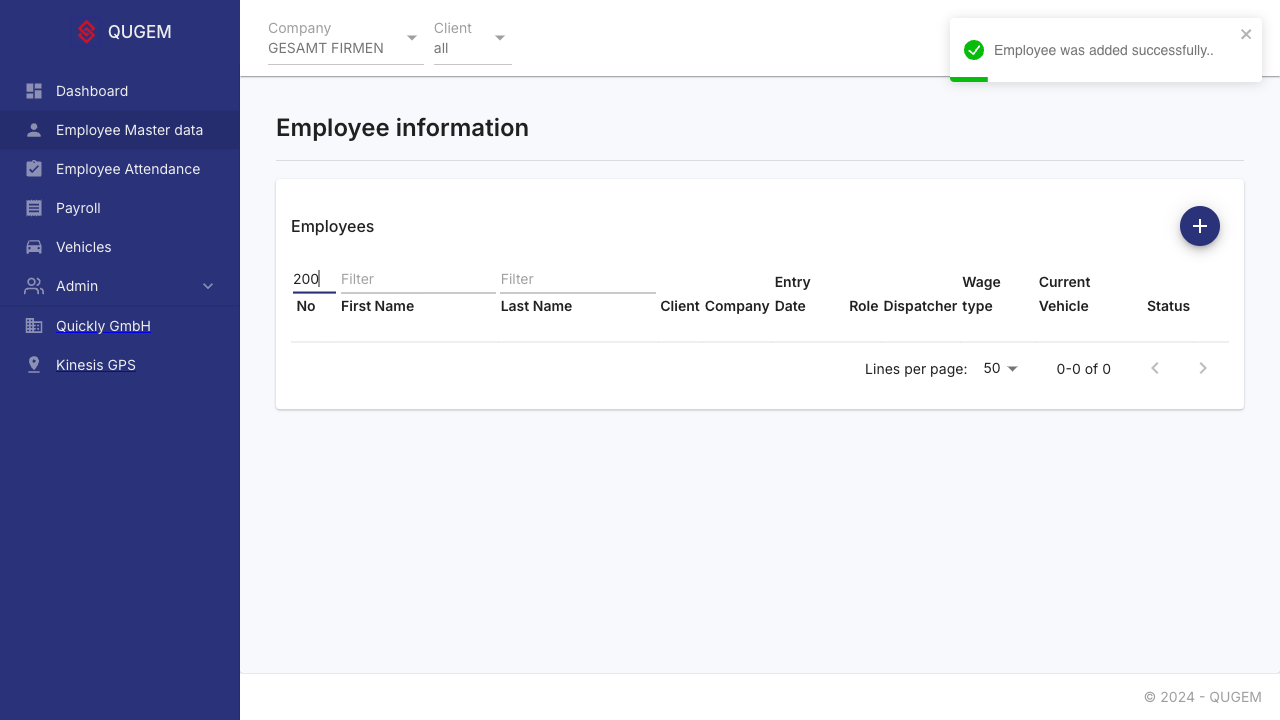 QUGEM
Dashboard
Employee Master data
Employee Attendance
Payroll
Vehicles
Admin
Quickly GmbH
Kinesis GPS
Company
GESAMT FIRMEN
Client
all
Employee was added successfully..
Employee information
Employees
200
Filter
Filter
No
First Name
Last Name
Client
Company
Entry
Date
Role
Dispatcher
Wage
type
Current
Vehicle
Status
Lines per page:
50
0-0 of 0
© 2024 - QUGEM